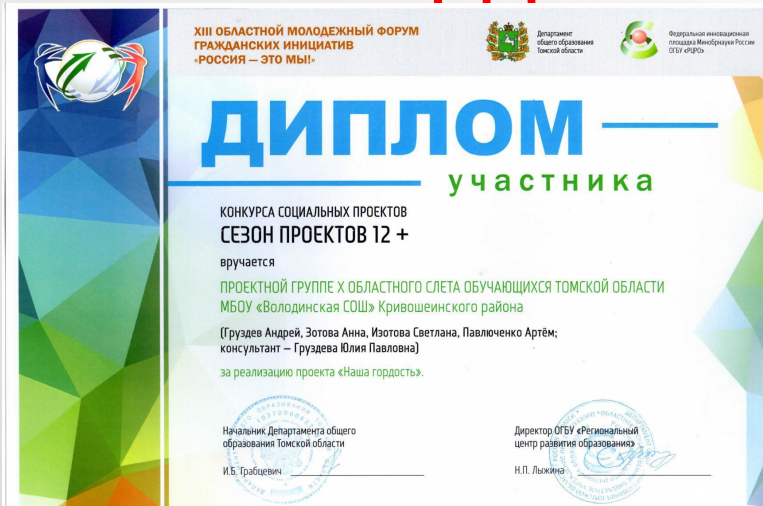 XIII ОБЛАСТНОЙ МОЛОДЕЖНЫЙ ФОРУМ
ГРАЖДАНСКИХ ИНИЦИАТИВ
«РОССИЯ — ЭТО МЫ!»
Департамент
общего образования
Томской области
Федеральная инновационная
площадка Минобрнауки России
ОГБУ «РЦРО»
ДИПЛОМ
участника
КОНКУРСА СОЦИАЛЬНЫХ ПРОЕКТОВ
СЕЗОН ПРОЕКТОВ 12 +
вручается
ПРОЕКТНОЙ ГРУППЕ X ОБЛАСТНОГО СЛЕТА ОБУЧАЮЩИХСЯ ТОМСКОЙ ОБЛАСТИ
МБОУ «Володинская СОШ» Кривошеинского района
(Груздев Андрей, Зотова Анна, Изотова Светлана, Павлюченко Артём;
консультант — Груздева Юлия Павловна)
за реализацию проекта «Наша гордость».
Начальник Департамента общего
образования Томской области
И.Б. Грабцевич
Директор ОГБУ «Региональный
центр развития образования»
Н.П. Лыжина